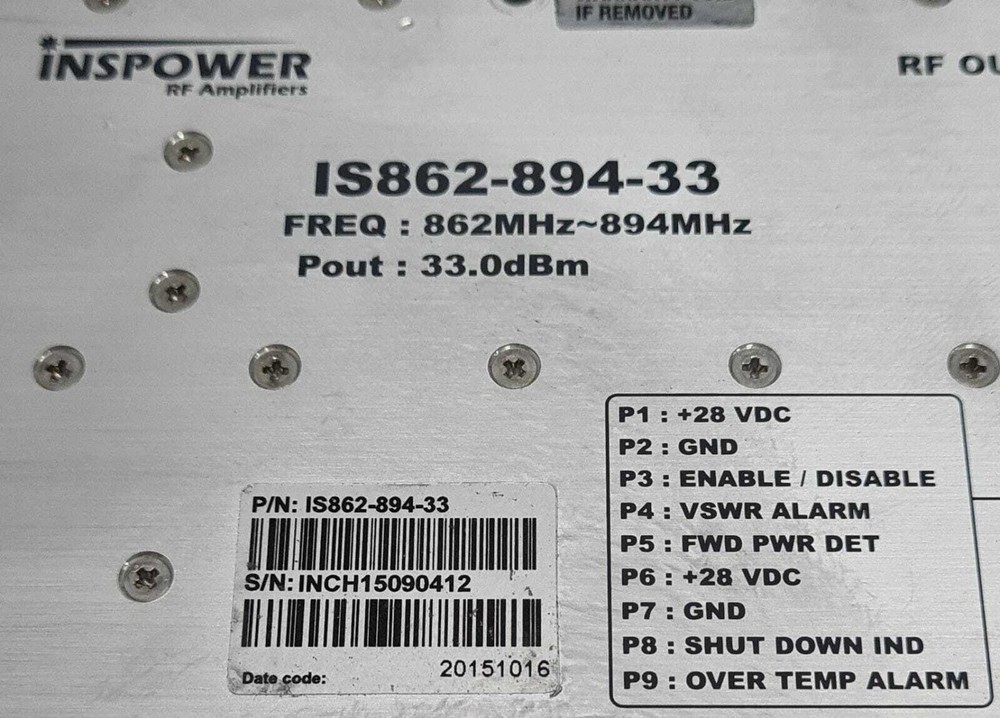 IF REMOVED
INSPOWER
RF Amplifiers
RF OU
IS862-894-33
FREQ : 862MHz~894MHz
Pout : 33.0dBm
P1 : +28 VDC
P2 : GND
P3 : ENABLE / DISABLE
P4 : VSWR ALARM
P5 : FWD PWR DET
P6 : +28 VDC
P7 : GND
P8 : SHUT DOWN IND
P9 : OVER TEMP ALARM
P/N: IS862-894-33
S/N: INCH15090412
Date code: 20151016